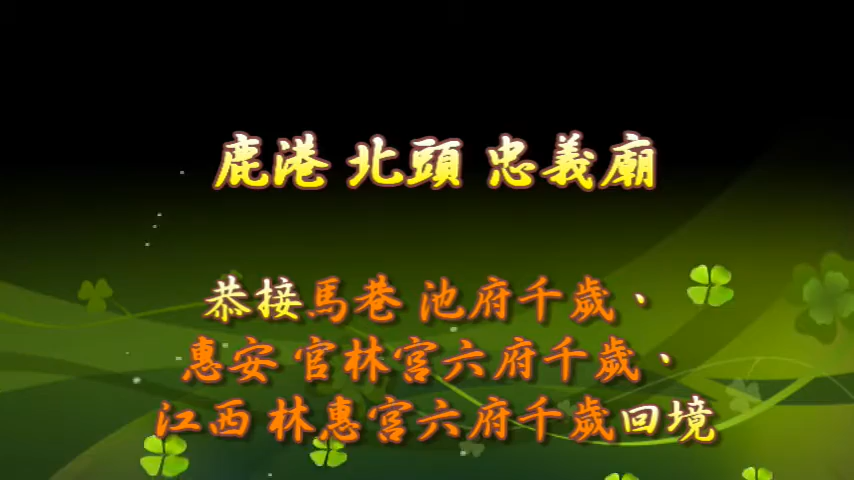 鹿港 北頭 忠義廟
恭接馬巷 池府千歲、
惠安 官林宮六府千歲、
江西 林惠宮六府千歲回境